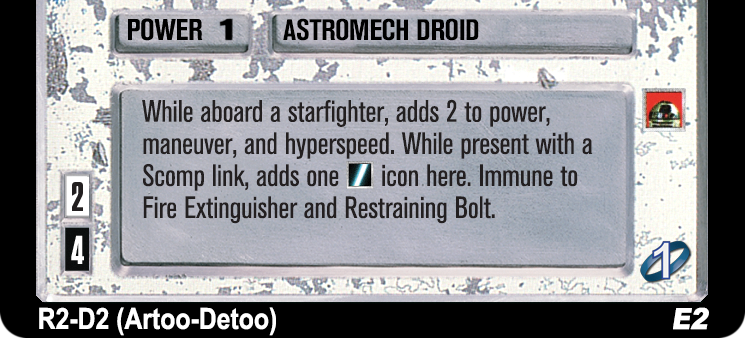 POWER 1 ASTROMECH DROID
While aboard a starfighter, adds 2 to power,
maneuver, and hyperspeed. While present with a
Scomp link, adds one icon here. Immune to
Fire Extinguisher and Restraining Bolt.
2
4
1
R2-D2 (Artoo-Detoo) E2